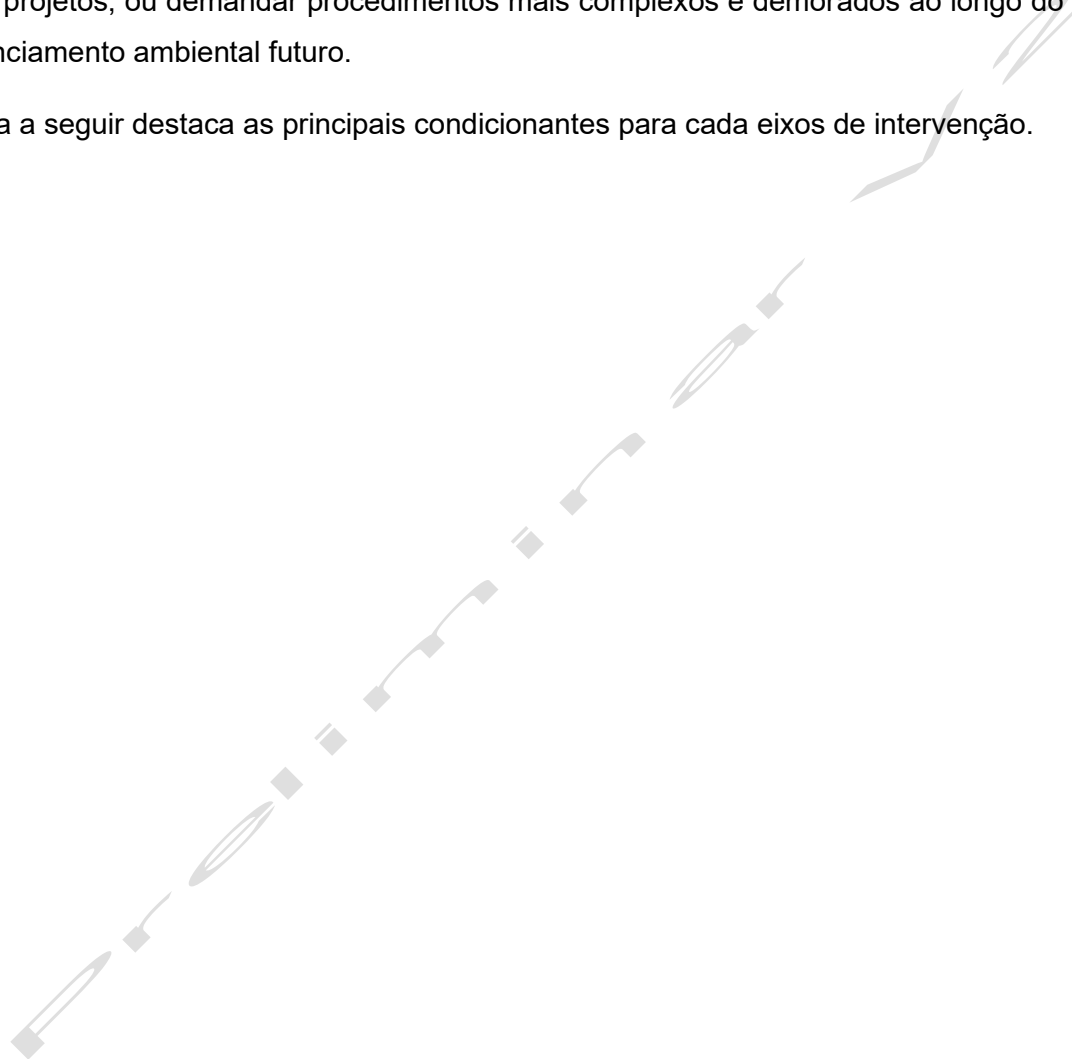 projetos, ou demandar procedimentos mais complexos e demorados ao longo do
nciamento ambiental futuro.
a a seguir destaca as principais condicionantes para cada eixos de intervenção.